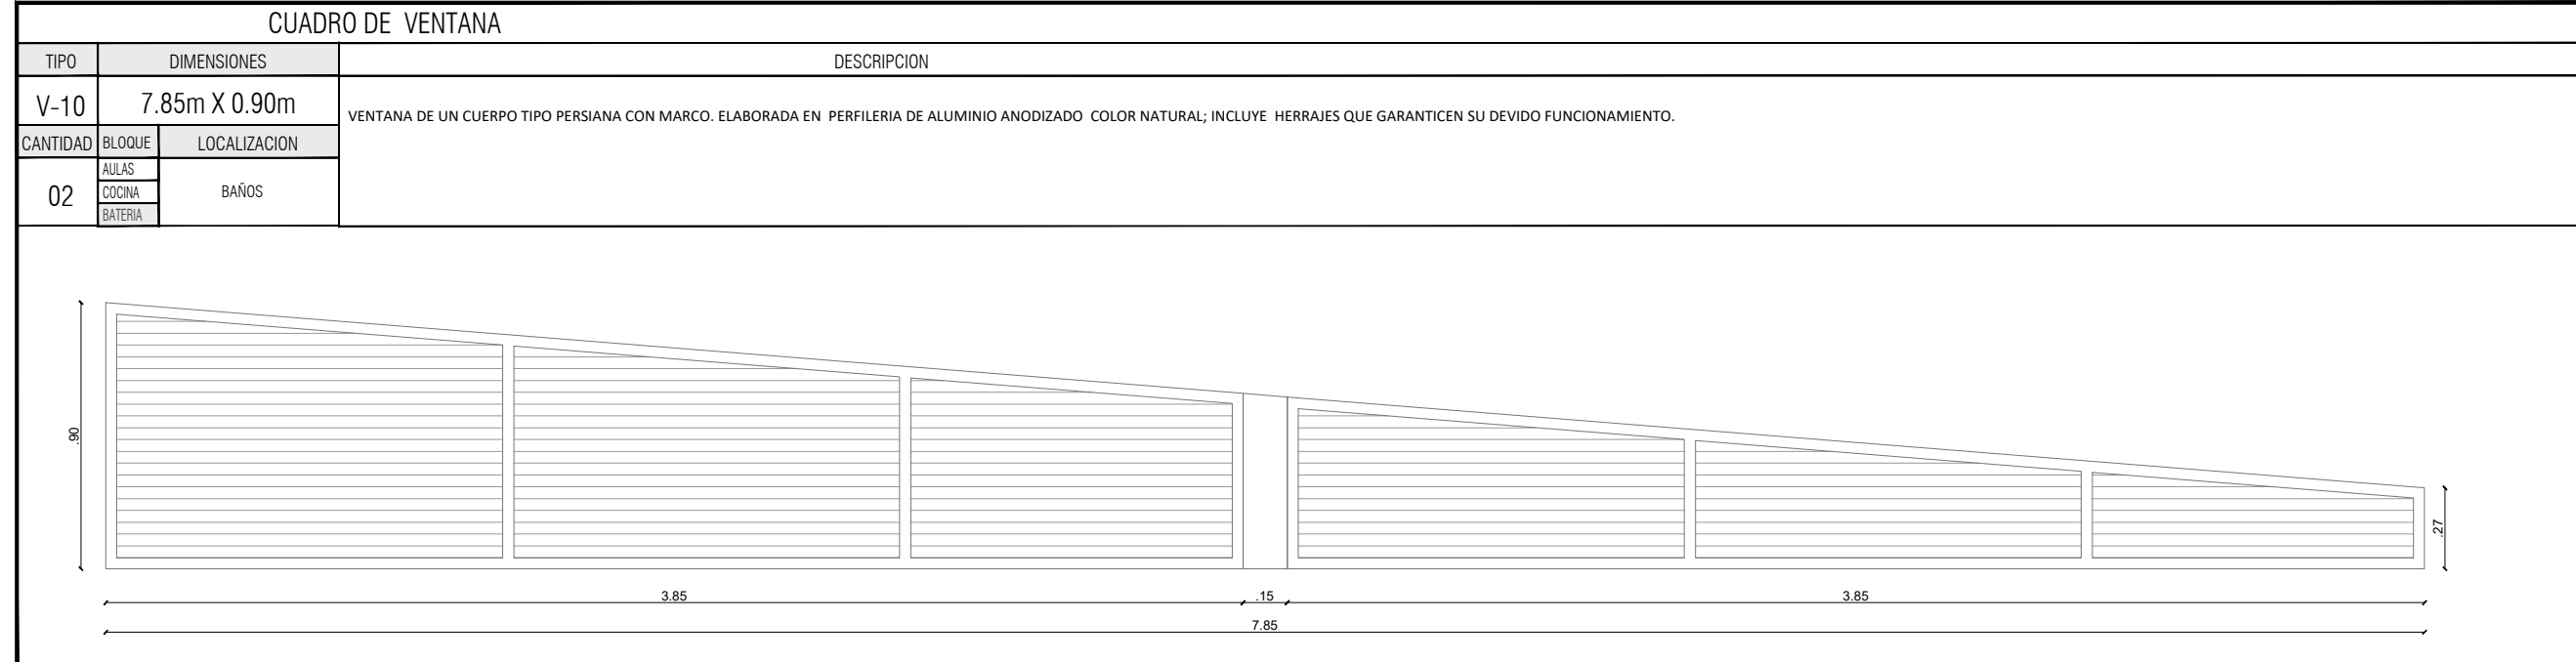 CUADRO DE VENTANA
TIPO DIMENSIONES DESCRIPCION
V-10 7.85m X 0.90m
VENTANA DE UN CUERPO TIPO PERSIANA CON MARCO. ELABORADA EN PERFILERIA DE ALUMINIO ANODIZADO COLOR NATURAL; INCLUYE HERRAJES QUE GARANTICEN SU DEVIDO FUNCIONAMIENTO.
CANTIDAD BLOQUE LOCALIZACION
AULAS
02 COCINA BAÑOS
BATERIA
.90
.27
3.85 .15 3.85
7.85